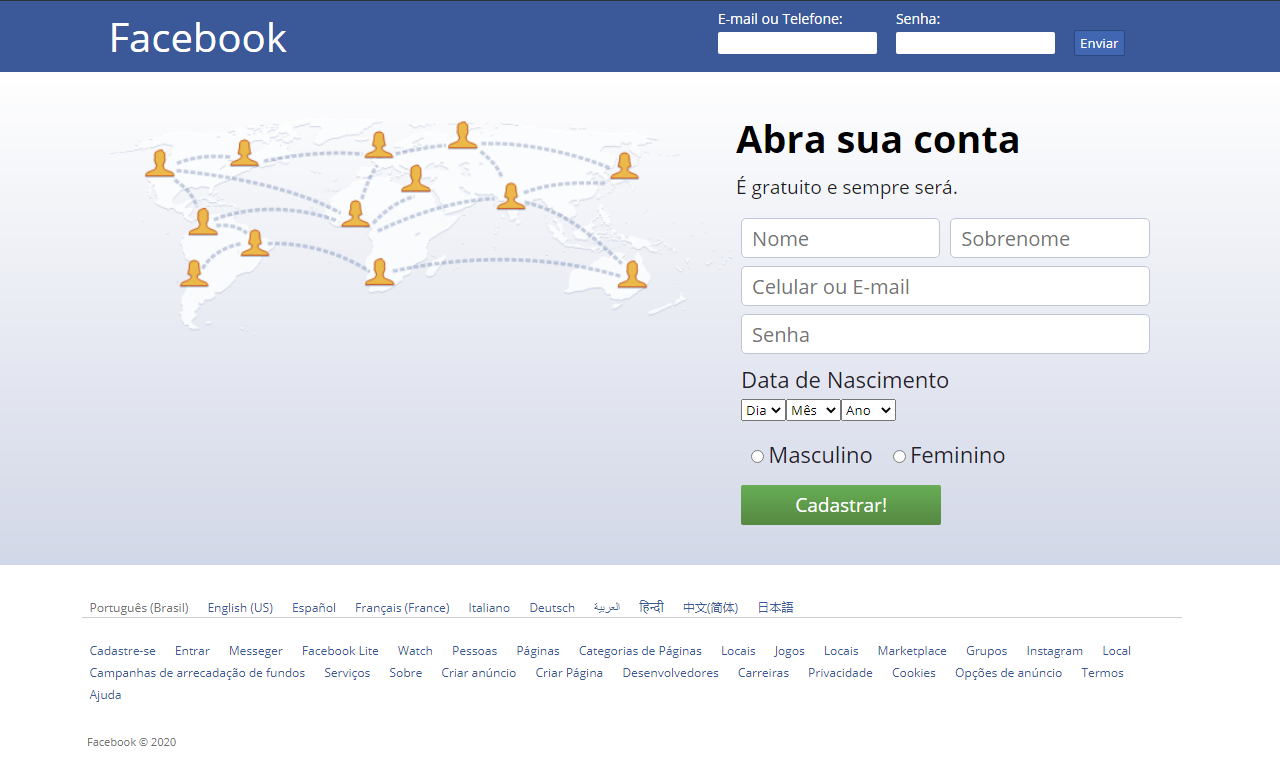 Facebook
E-mail ou Telefone:
Senha:
Enviar
Abra sua conta
É gratuito e sempre será.
Nome
Sobrenome
Celular ou E-mail
Senha
Data de Nascimento
Dia Mês Ano
Masculino Feminino
Cadastrar!
Português (Brasil) English (US) Español Français (France) Italiano Deutsch العربية हिन्दी 中文(简体) 日本語
Cadastre-se Entrar Messeger Facebook Lite Watch Pessoas Páginas Categorias de Páginas Locais Jogos Locais Marketplace Grupos Instagram Local
Campanhas de arrecadação de fundos Serviços Sobre Criar anúncio Criar Página Desenvolvedores Carreiras Privacidade Cookies Opções de anúncio Termos
Ajuda
Facebook © 2020